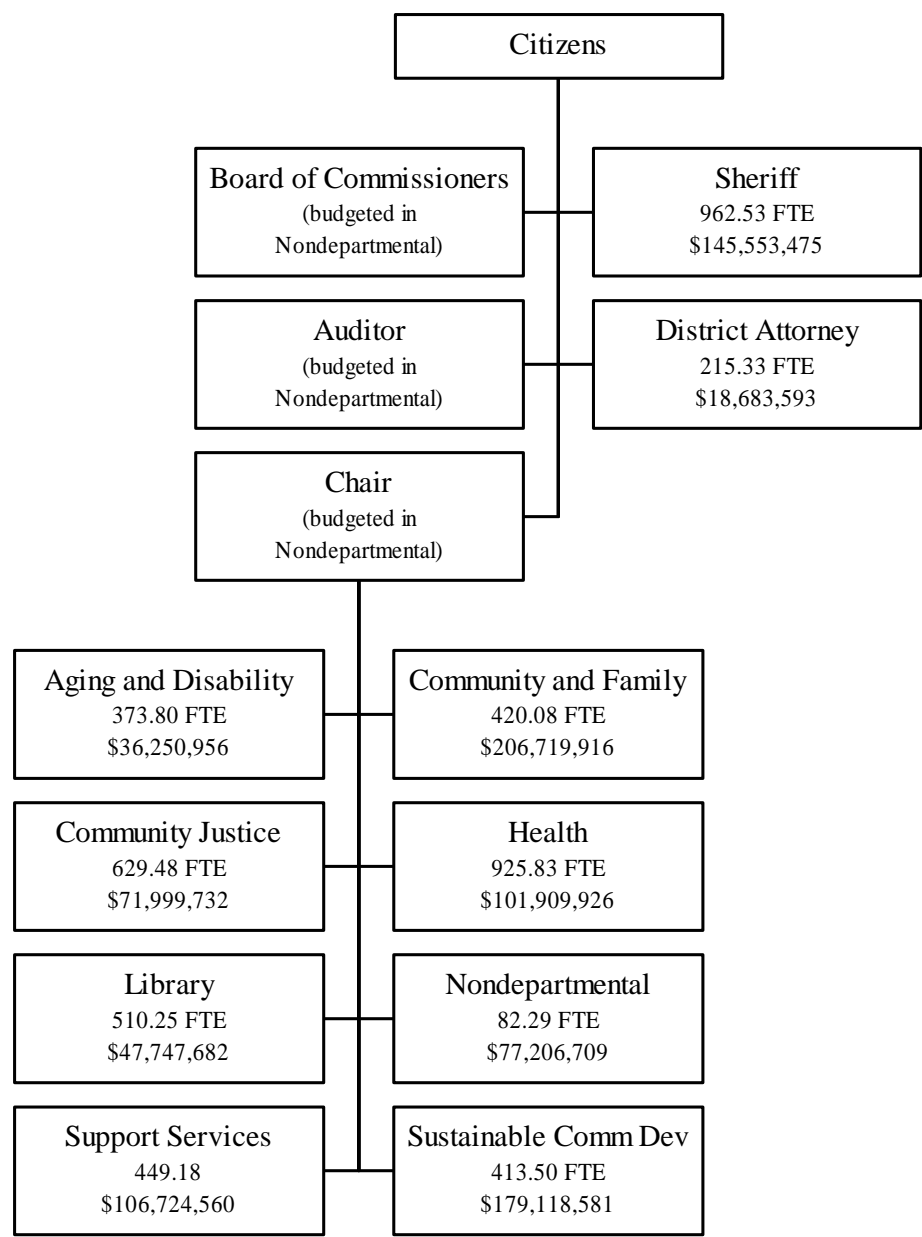 Citizens
Board of Commissioners
(budgeted in
Nondepartmental)
Sheriff
962.53 FTE
$145,553,475
Auditor
(budgeted in
Nondepartmental)
District Attorney
215.33 FTE
$18,683,593
Chair
(budgeted in
Nondepartmental)
Aging and Disability
373.80 FTE
$36,250,956
Community and Family
420.08 FTE
$206,719,916
Community Justice
629.48 FTE
$71,999,732
Health
925.83 FTE
$101,909,926
Library
510.25 FTE
$47,747,682
Nondepartmental
82.29 FTE
$77,206,709
Support Services
449.18
$106,724,560
Sustainable Comm Dev
413.50 FTE
$179,118,581